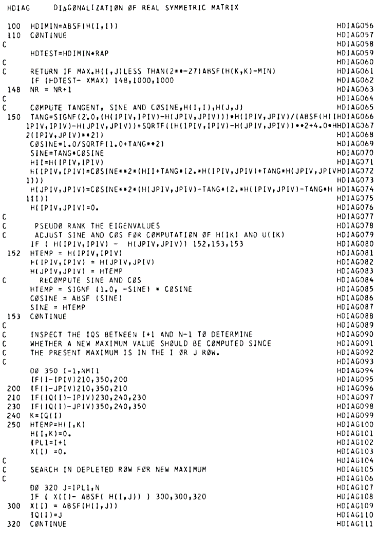 HDIAG DIAGØNALIZATIØN ØF REAL SYMMETRIC MATRIX
100 HDIMIN=ABSF(H(I,I)) HDIAG056
110 CØNTINUE HDIAG057
C HDIAG058
HDTEST=HDIMIN*RAP HDIAG059
C HDIAG060
C RETURN IF MAX.H(I,J)LESS THAN(2**-27)ABSF(H(K,K)-MIN) HDIAG061
IF (HDTEST- XMAX) 148,1000,1000 HDIAG062
148 NR = NR+1 HDIAG063
C HDIAG064
C CØMPUTE TANGENT, SINE AND CØSINE,H(I,I),H(J,J) HDIAG065
150 TANG=SIGNF(2.0,(H(IPIV,IPIV)-H(JPIV,JPIV)))*H(IPIV,JPIV)/(ABSF(H(IHDIAG066
1PIV,IPIV)-H(JPIV,JPIV))+SQRTF((H(IPIV,IPIV)-H(JPIV,JPIV))**2+4.0*HHDIAG067
2(IPIV,JPIV)**2)) HDIAG068
CØSINE=1.0/SQRTF(1.0+TANG**2) HDIAG069
SINE=TANG*CØSINE HDIAG070
HII=H(IPIV,IPIV) HDIAG071
H(IPIV,IPIV)=CØSINE**2*(HII+TANG*(2.*H(IPIV,JPIV)+TANG*H(JPIV,JPIVHDIAG072
1))) HDIAG073
H(JPIV,JPIV)=CØSINE**2*(H(JPIV,JPIV)-TANG*(2.*H(IPIV,JPIV)-TANG*H HDIAG074
1II)) HDIAG075
H(IPIV,JPIV)=0. HDIAG076
C HDIAG077
C PSEUDØ RANK THE EIGENVALUES HDIAG078
C ADJUST SINE AND CØS FØR CØMPUTATIØN ØF H(IK) AND U(IK) HDIAG079
IF ( H(IPIV,IPIV) - H(JPIV,JPIV)) 152,153,153 HDIAG080
152 HTEMP = H(IPIV,IPIV) HDIAG081
H(IPIV,IPIV) = H(JPIV,JPIV) HDIAG082
H(JPIV,JPIV) = HTEMP HDIAG083
C RECØMPUTE SINE AND CØS HDIAG084
HTEMP = SIGNF (1.0, -SINE) * CØSINE HDIAG085
CØSINE = ABSF (SINE) HDIAG086
SINE = HTEMP HDIAG087
153 CØNTINUE HDIAG088
C HDIAG089
C INSPECT THE IQS BETWEEN I+1 AND N-1 TØ DETERMINE HDIAG090
C WHETHER A NEW MAXIMUM VALUE SHØULD BE CØMPUTED SINCE HDIAG091
C THE PRESENT MAXIMUM IS IN THE I ØR J RØW. HDIAG092
C HDIAG093
DØ 350 I=1,NMI1 HDIAG094
IF(I-IPIV)210,350,200 HDIAG095
200 IF(I-JPIV)210,350,210 HDIAG096
210 IF(IQ(I)-IPIV)230,240,230 HDIAG097
230 IF(IQ(I)-JPIV)350,240,350 HDIAG098
240 K=IQ(I) HDIAG099
250 HTEMP=H(I,K) HDIAG100
H(I,K)=0. HDIAG101
IPL1=I+1 HDIAG102
X(I) =0. HDIAG103
C HDIAG104
C SEARCH IN DEPLETED RØW FØR NEW MAXIMUM HDIAG105
C HDIAG106
DØ 320 J=IPL1,N HDIAG107
IF ( X(I)- ABSF( H(I,J)) ) 300,300,320 HDIAG108
300 X(I) = ABSF(H(I,J)) HDIAG109
IQ(I)=J HDIAG110
320 CØNTINUE HDIAG111